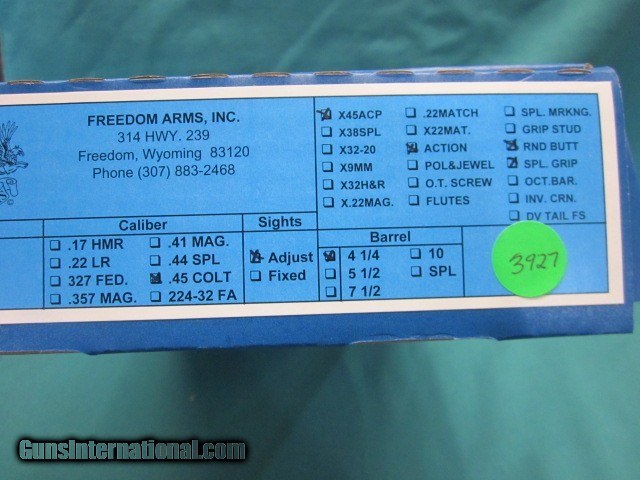 FREEDOM ARMS, INC.
314 HWY. 239
Freedom, Wyoming 83120
Phone (307) 883-2468
X45ACP .22MATCH SPL. MRKNG.
X38SPL X22MAT. GRIP STUD
X32-20 ACTION RND BUTT
X9MM POL&JEWEL SPL. GRIP
X32H&R O.T. SCREW OCT.BAR.
X.22MAG. FLUTES INV. CRN.
DV TAIL FS
Caliber
.17 HMR .41 MAG.
.22 LR .44 SPL
327 FED. .45 COLT
.357 MAG. 224-32 FA
Sights
Adjust
Fixed
Barrel
4 1/4 10
5 1/2 SPL
7 1/2
3927
GunsInternational.com